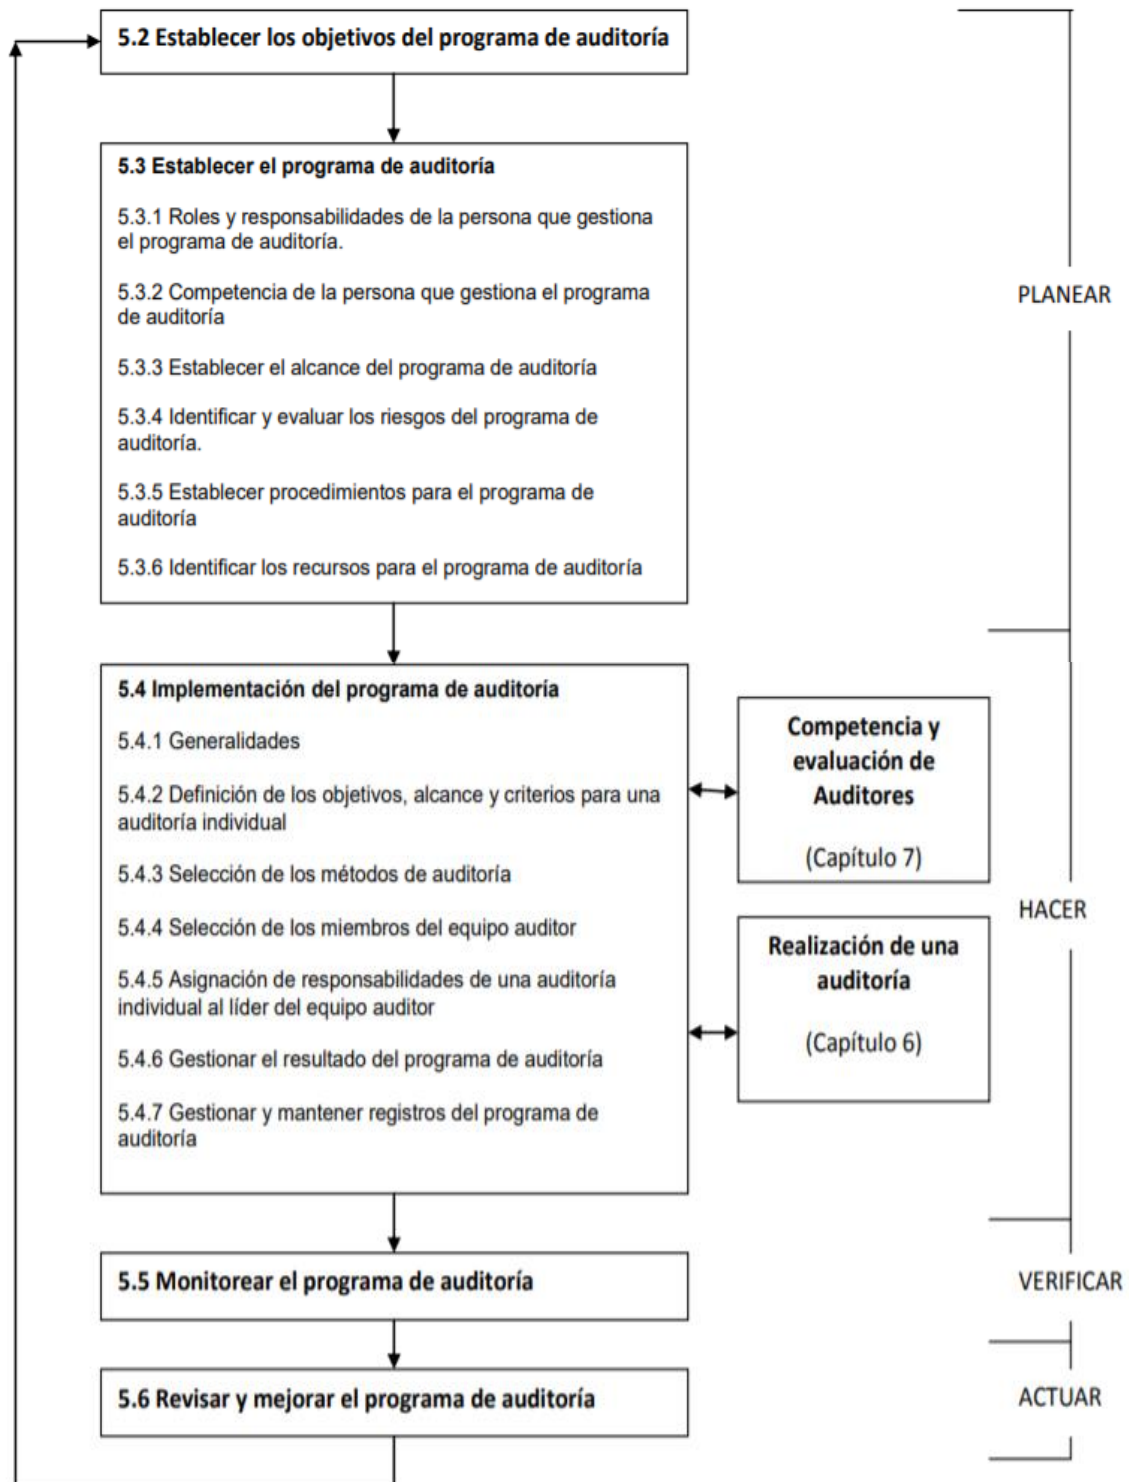 5.2 Establecer los objetivos del programa de auditoría
5.3 Establecer el programa de auditoría
5.3.1 Roles y responsabilidades de la persona que gestiona
el programa de auditoría.
5.3.2 Competencia de la persona que gestiona el programa
de auditoría
5.3.3 Establecer el alcance del programa de auditoría
5.3.4 Identificar y evaluar los riesgos del programa de
auditoría.
5.3.5 Establecer procedimientos para el programa de
auditoría
5.3.6 Identificar los recursos para el programa de auditoría
PLANEAR
5.4 Implementación del programa de auditoría
5.4.1 Generalidades
5.4.2 Definición de los objetivos, alcance y criterios para una
auditoría individual
5.4.3 Selección de los métodos de auditoría
5.4.4 Selección de los miembros del equipo auditor
5.4.5 Asignación de responsabilidades de una auditoría
individual al líder del equipo auditor
5.4.6 Gestionar el resultado del programa de auditoría
5.4.7 Gestionar y mantener registros del programa de
auditoría
Competencia y
evaluación de
Auditores
(Capítulo 7)
Realización de una
auditoría
(Capítulo 6)
HACER
5.5 Monitorear el programa de auditoría
VERIFICAR
5.6 Revisar y mejorar el programa de auditoría
ACTUAR